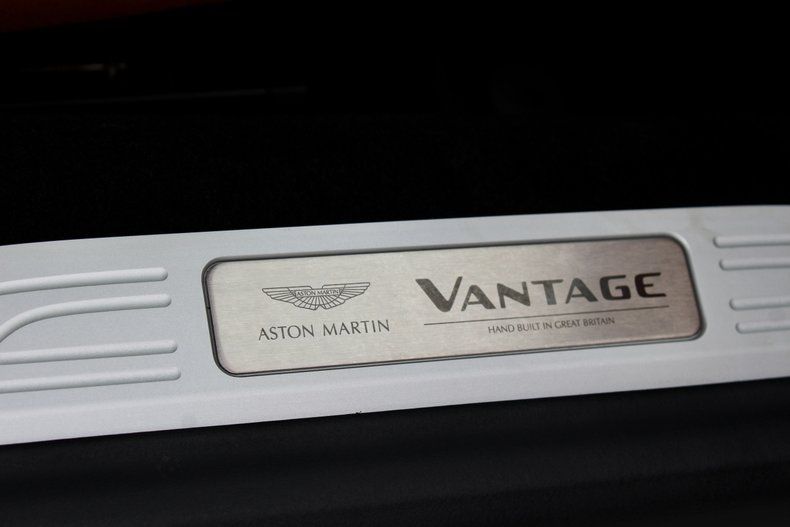 ASTON MARTIN
ASTON MARTIN
VANTAGE
HAND BUILT IN GREAT BRITAIN